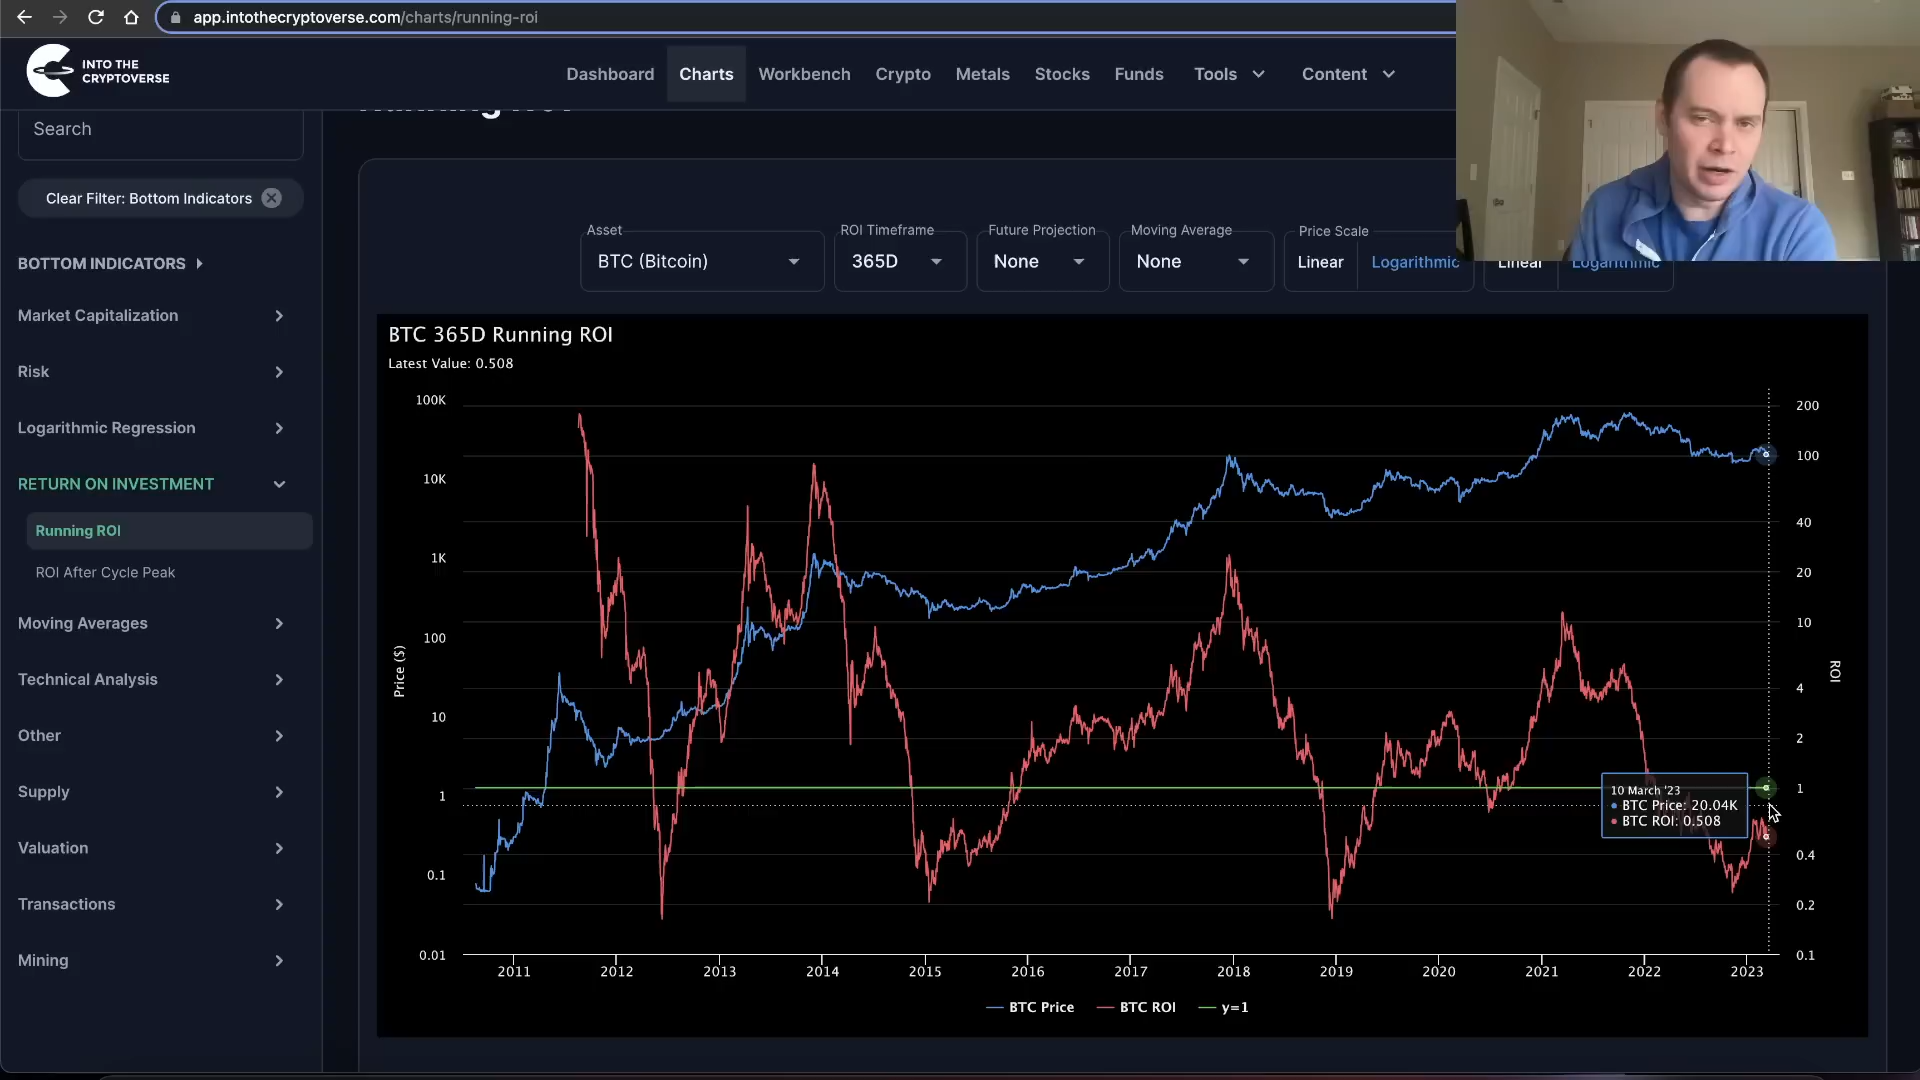 app.intothecryptoverse.com/charts/running-roi
INTO THE
CRYPTOVERSE
Dashboard
Charts
Workbench
Crypto
Metals
Stocks
Funds
Tools
Content
Running ROI
Search
Clear Filter: Bottom Indicators
BOTTOM INDICATORS
Market Capitalization
Risk
Logarithmic Regression
RETURN ON INVESTMENT
Running ROI
ROI After Cycle Peak
Moving Averages
Technical Analysis
Other
Supply
Valuation
Transactions
Mining
Asset
BTC (Bitcoin)
ROI Timeframe
365D
Future Projection
None
Moving Average
None
Price Scale
Linear
Logarithmic
Linear
Logarithmic
BTC 365D Running ROI
Latest Value: 0.508
100K
10K
1K
100
10
1
0.1
0.01
Price ($)
200
100
40
20
10
4
2
1
0.4
0.2
0.1
ROI
10 March '23
BTC Price: 20.04K
BTC ROI: 0.508
2011
2012
2013
2014
2015
2016
2017
2018
2019
2020
2021
2022
2023
BTC Price
BTC ROI
y=1